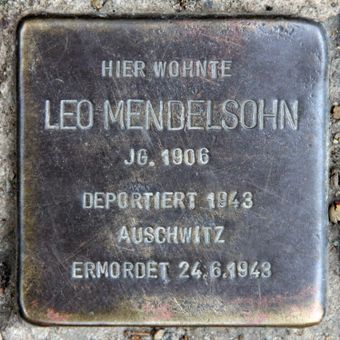 HIER WOHNTE
LEO MENDELSOHN
JG. 1906
DEPORTIERT 1943
AUSCHWITZ
ERMORDET 24.6.1943